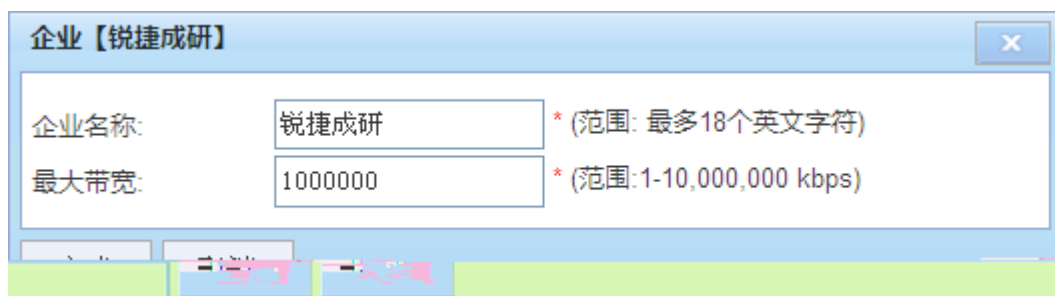 企业【锐捷成研】
企业名称: 锐捷成研 * (范围: 最多18个英文字符)
最大带宽: 1000000 * (范围:1-10,000,000 kbps)